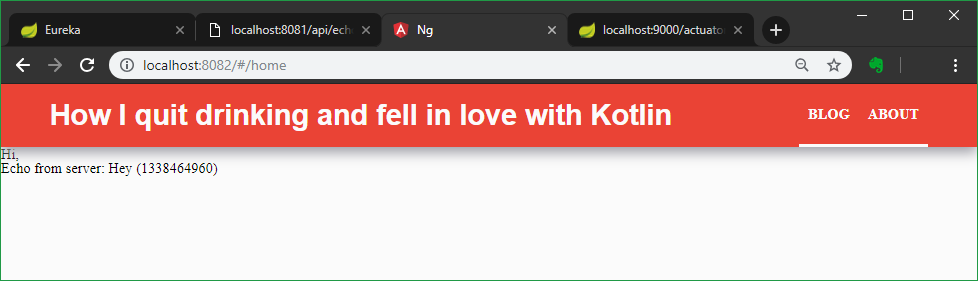 Eureka
localhost:8081/api/ech
Ng
localhost:9000/actuato
localhost:8082/#/home
How I quit drinking and fell in love with Kotlin
BLOG
ABOUT
Hi,
Echo from server: Hey (1338464960)